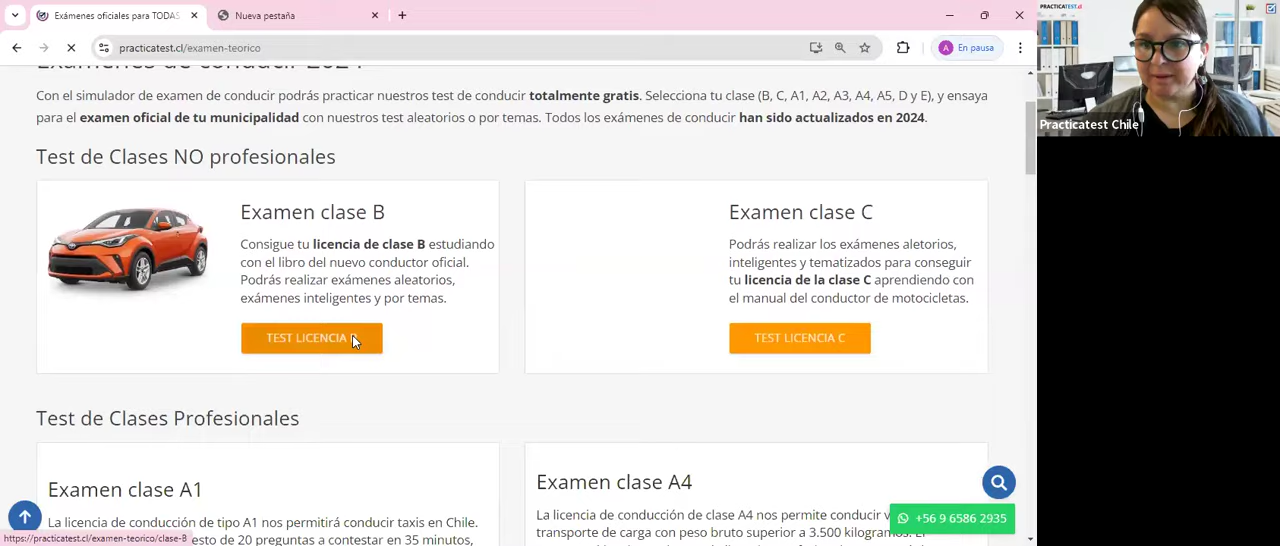 Exámenes oficiales para TODAS
Nueva pestaña
practicatest.cl/examen-teorico
A En pausa
PRACTICATEST.CL
Practicatest Chile
Exámenes de conducir 2024
Con el simulador de examen de conducir podrás practicar nuestros test de conducir totalmente gratis. Selecciona tu clase (B, C, A1, A2, A3, A4, A5, D y E), y ensaya
para el examen oficial de tu municipalidad con nuestros test aleatorios o por temas. Todos los exámenes de conducir han sido actualizados en 2024.
Test de Clases NO profesionales
Examen clase B
Consigue tu licencia de clase B estudiando
con el libro del nuevo conductor oficial.
Podrás realizar exámenes aleatorios,
exámenes inteligentes y por temas.
TEST LICENCIA
Examen clase C
Podrás realizar los exámenes aletorios,
inteligentes y tematizados para conseguir
tu licencia de la clase C aprendiendo con
el manual del conductor de motocicletas.
TEST LICENCIA C
Test de Clases Profesionales
Examen clase A1
La licencia de conducción de tipo A1 nos permitirá conducir taxis en Chile.
esto de 20 preguntas a contestar en 35 minutos,
Examen clase A4
La licencia de conducción de clase A4 nos permite conducir
transporte de carga con peso bruto superior a 3.500 kilogramos. El
+56 9 6586 2935
https://practicatest.cl/examen-teorico/clase-B